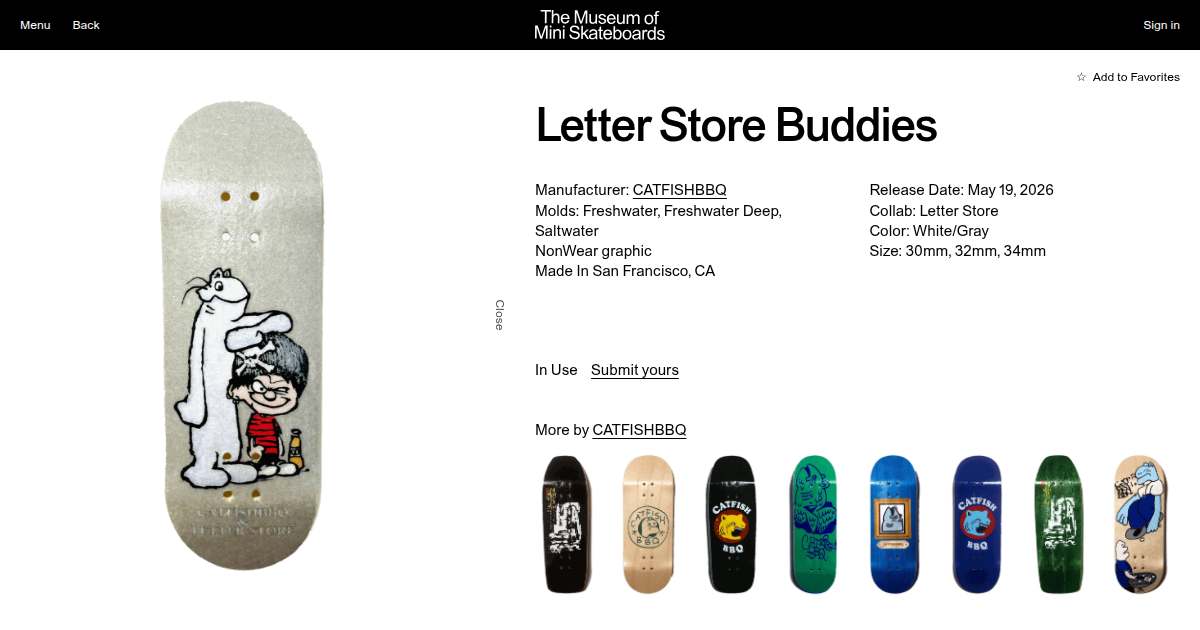 Menu
Back
The Museum of
Mini Skateboards
Sign in
☆ Add to Favorites
Letter Store Buddies
Manufacturer: CATFISHBBQ
Molds: Freshwater, Freshwater Deep,
Saltwater
NonWear graphic
Made In San Francisco, CA
Release Date: May 19, 2026
Collab: Letter Store
Color: White/Gray
Size: 30mm, 32mm, 34mm
Close
In Use
Submit yours
More by CATFISHBBQ
CATFISHBBQ
&
LETTER STORE
CATFISH
BBQ
CATFISH
BBQ
CATFISH
BBQ